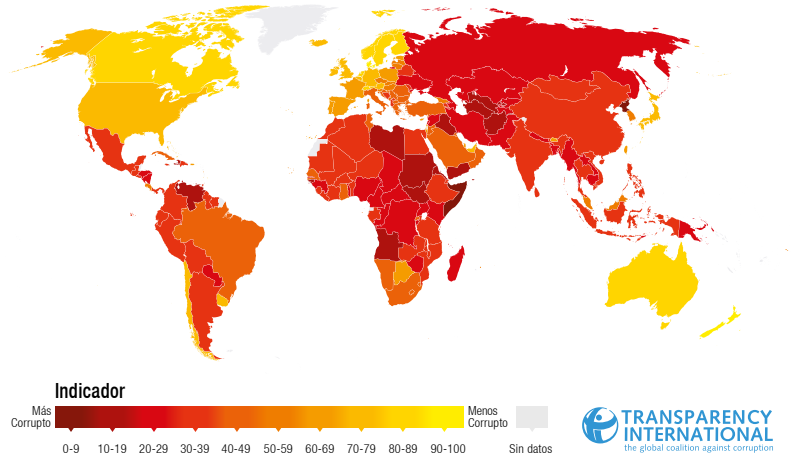 Indicador
Más
Corrupto
Menos
Corrupto
0-9 10-19 20-29 30-39 40-49 50-59 60-69 70-79 80-89 90-100 Sin datos
TRANSPARENCY
INTERNATIONAL
the global coalition against corruption